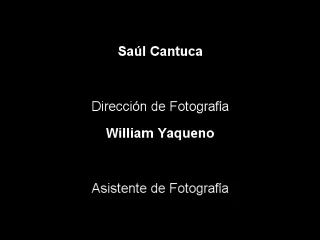 Saúl Cantuca
Dirección de Fotografía
William Yaqueno
Asistente de Fotografía